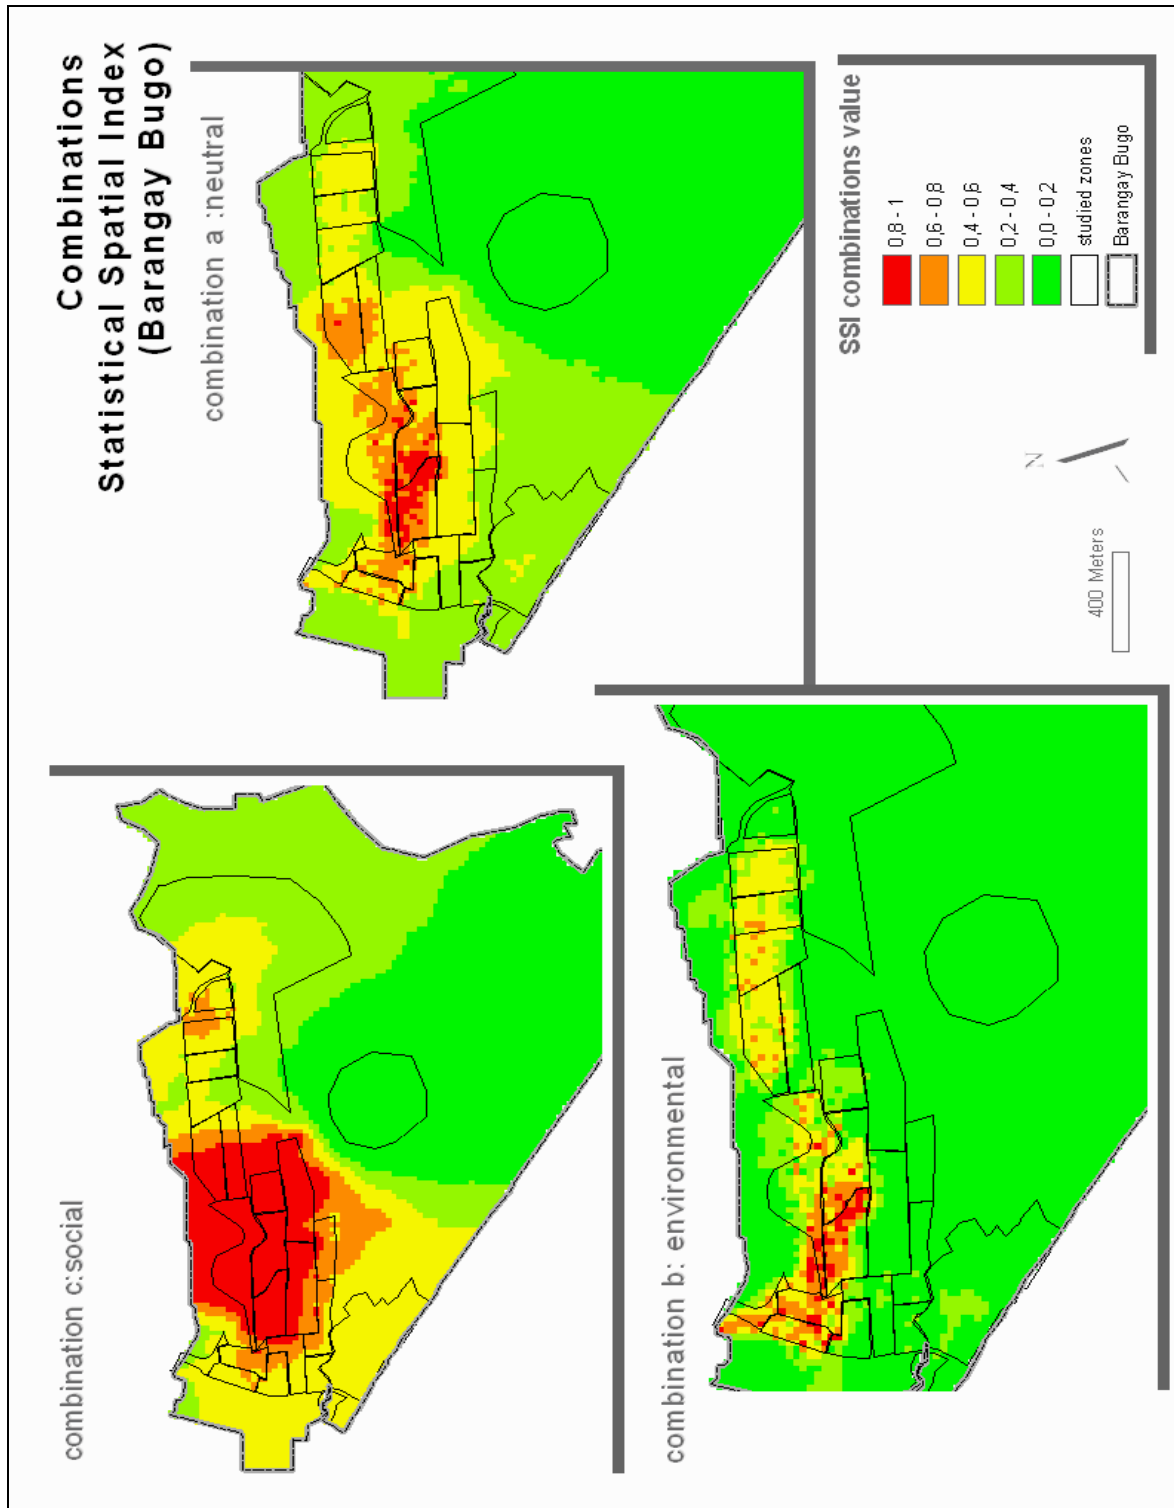 Combinations
Statistical Spatial Index
(Barangay Bugo)
combination c:social
combination a :neutral
combination b: environmental
SSI combinations value
0,8 - 1
0,6 - 0,8
0,4 - 0,6
0,2 - 0,4
0,0 - 0,2
studied zones
Barangay Bugo
N
400 Meters